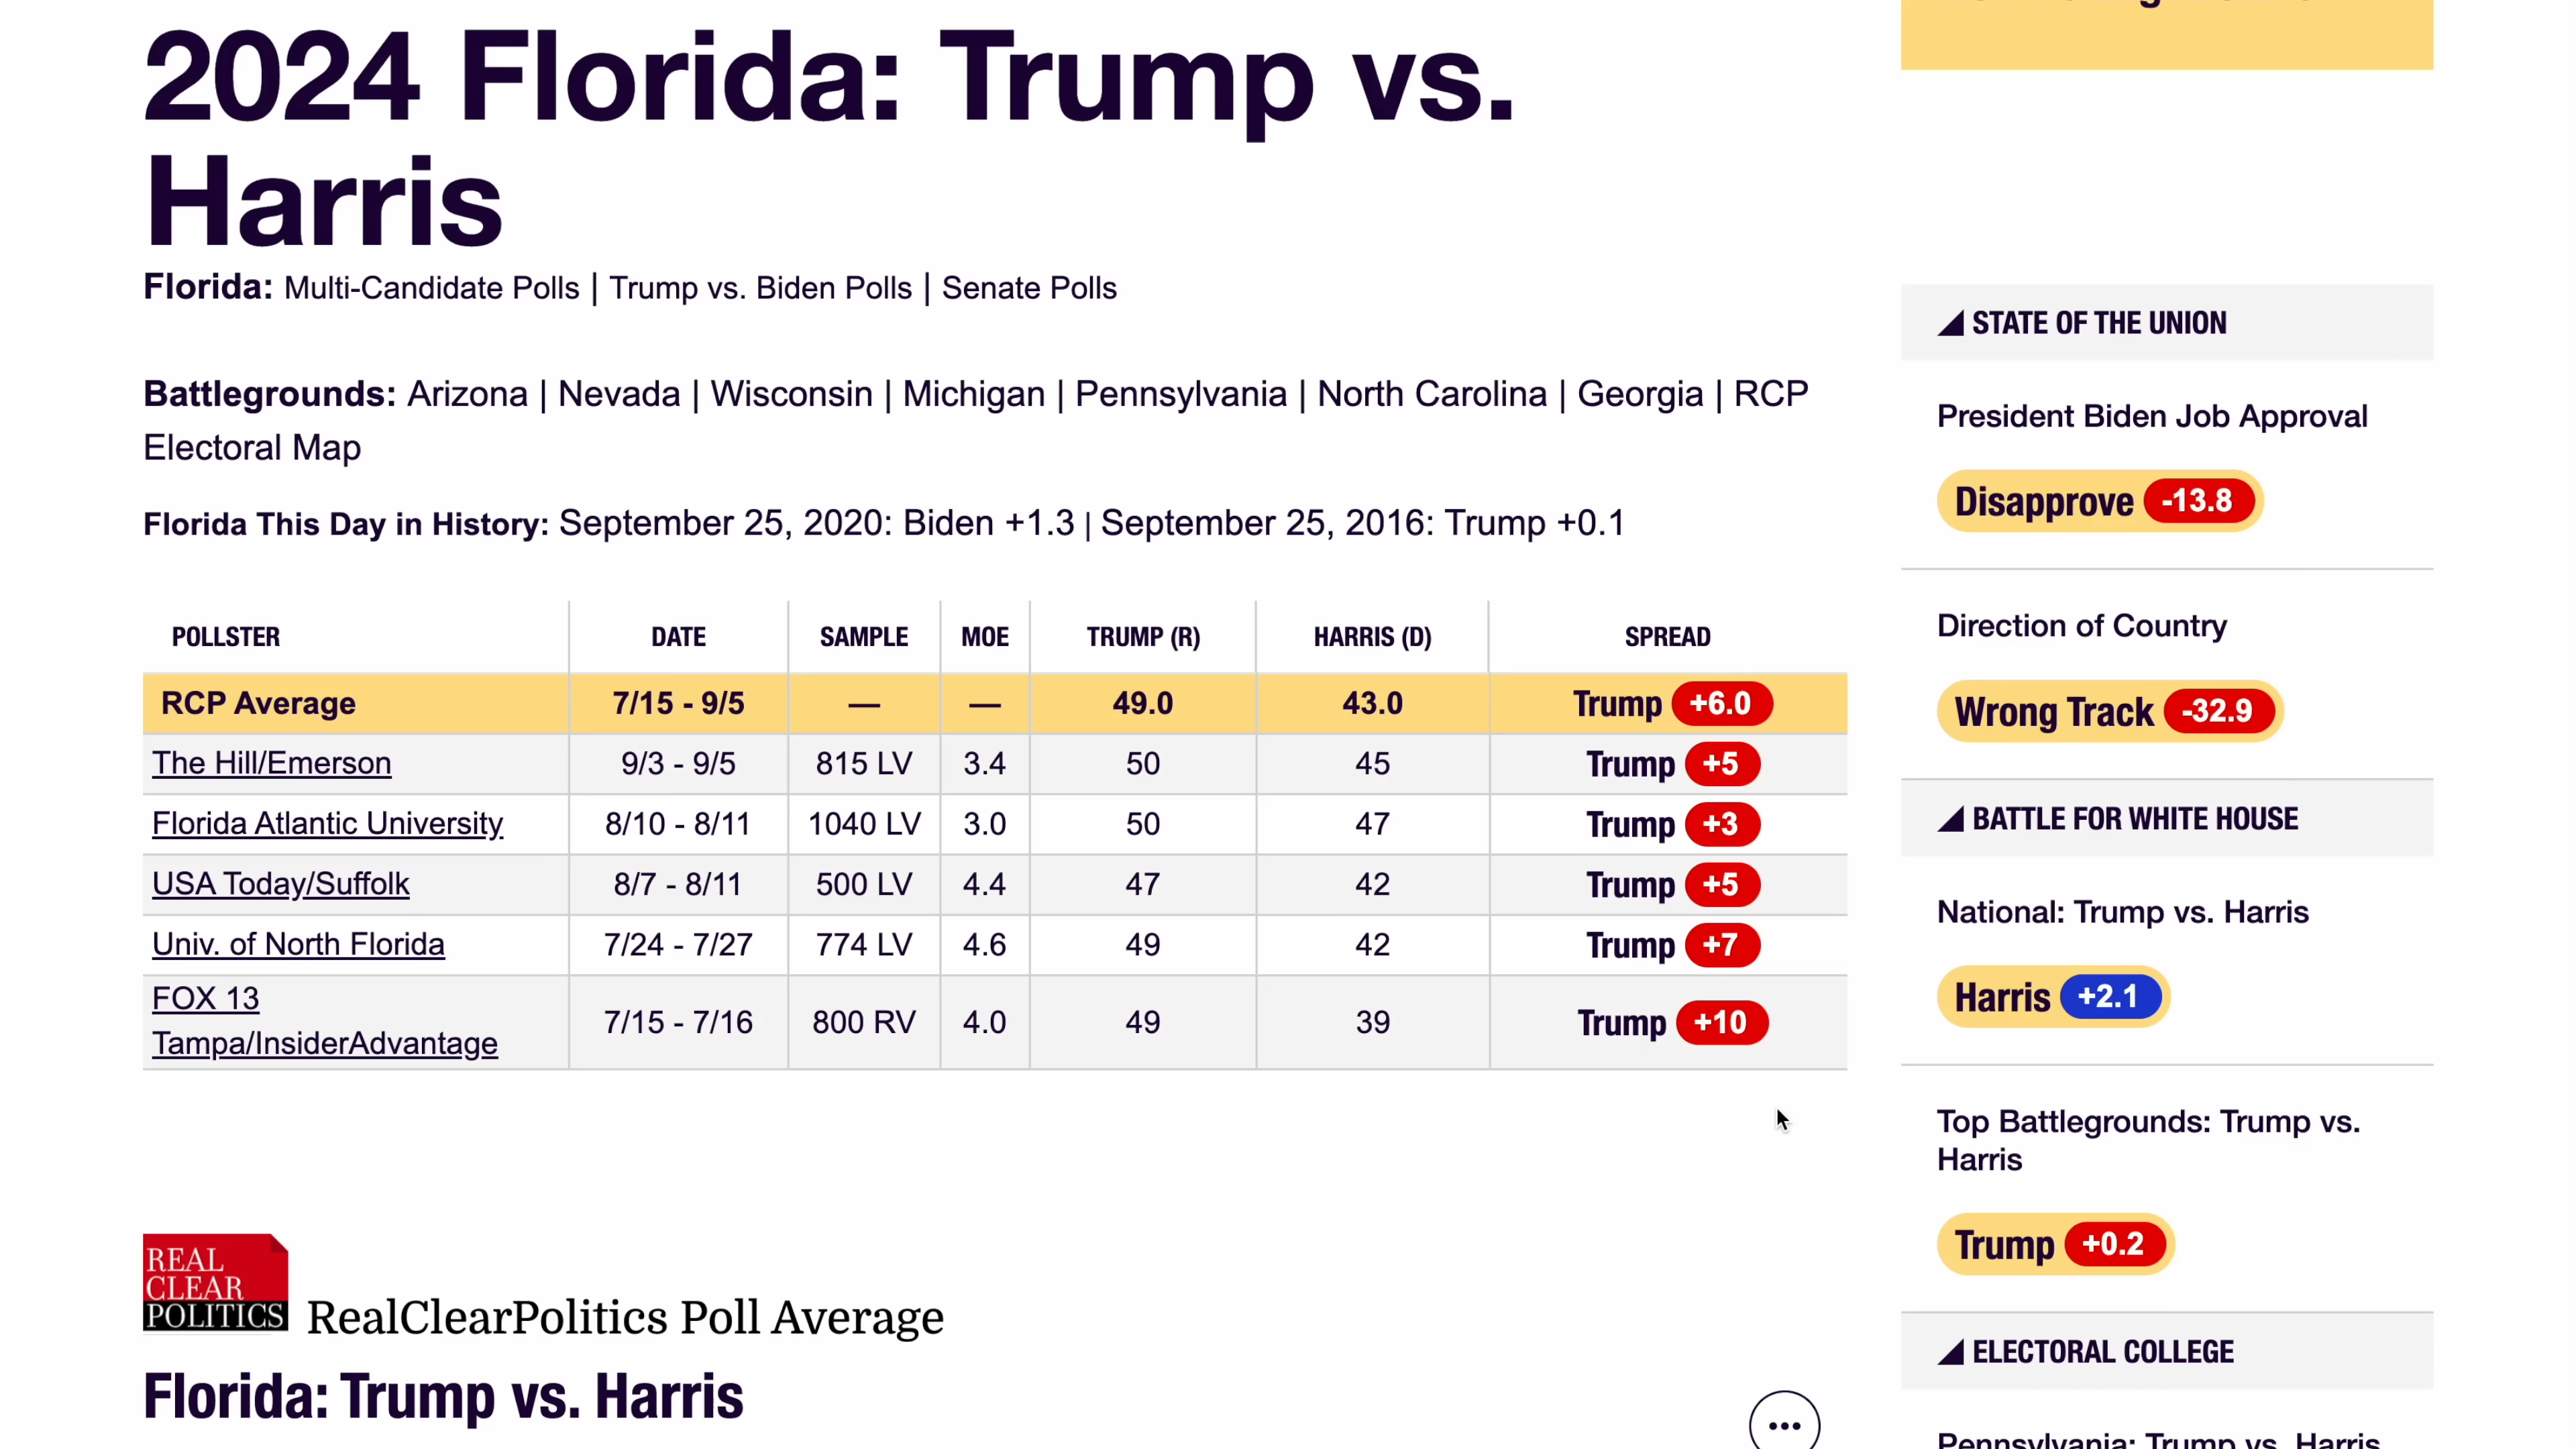 2024 Florida: Trump vs.
Harris
Florida: Multi-Candidate Polls | Trump vs. Biden Polls | Senate Polls
Battlegrounds: Arizona | Nevada | Wisconsin | Michigan | Pennsylvania | North Carolina | Georgia | RCP
Electoral Map
Florida This Day in History: September 25, 2020: Biden +1.3 | September 25, 2016: Trump +0.1
POLLSTER DATE SAMPLE MOE TRUMP (R) HARRIS (D) SPREAD
RCP Average 7/15 - 9/5 — — 49.0 43.0 Trump +6.0
The Hill/Emerson 9/3 - 9/5 815 LV 3.4 50 45 Trump +5
Florida Atlantic University 8/10 - 8/11 1040 LV 3.0 50 47 Trump +3
USA Today/Suffolk 8/7 - 8/11 500 LV 4.4 47 42 Trump +5
Univ. of North Florida 7/24 - 7/27 774 LV 4.6 49 42 Trump +7
FOX 13
Tampa/InsiderAdvantage 7/15 - 7/16 800 RV 4.0 49 39 Trump +10
REAL
CLEAR
POLITICS
RealClearPolitics Poll Average
Florida: Trump vs. Harris
STATE OF THE UNION
President Biden Job Approval
Disapprove -13.8
Direction of Country
Wrong Track -32.9
BATTLE FOR WHITE HOUSE
National: Trump vs. Harris
Harris +2.1
Top Battlegrounds: Trump vs.
Harris
Trump +0.2
ELECTORAL COLLEGE
Pennsylvania: Trump vs. Harris